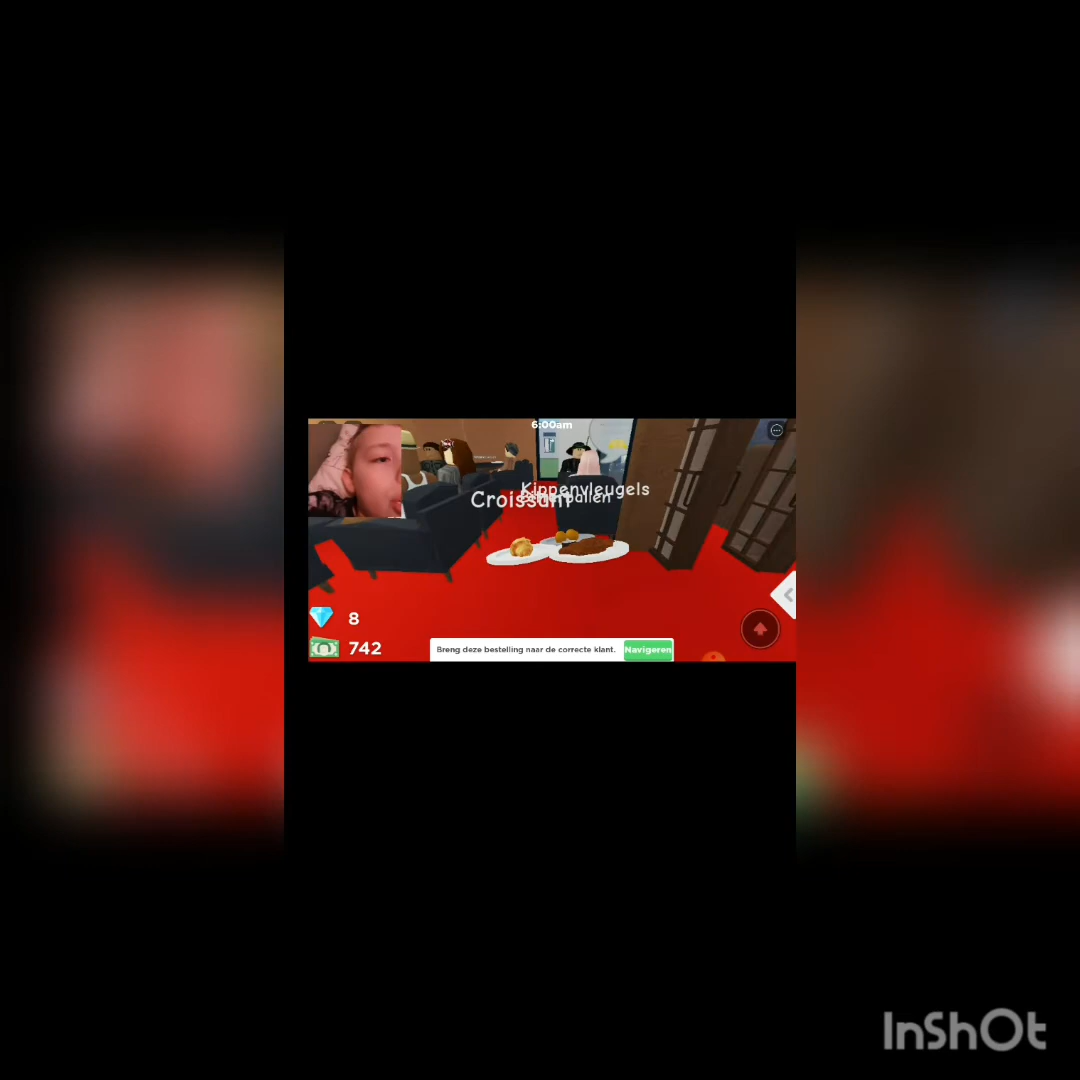 6:00am
Kippenvleugels
Croissant
8
742
Breng deze bestelling naar de correcte klant.
Navigeren
InShOt